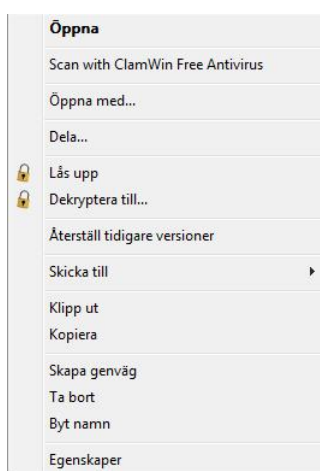 Öppna
Scan with ClamWin Free Antivirus
Öppna med...
Dela...
Lås upp
Dekryptera till...
Återställ tidigare versioner
Skicka till
Klipp ut
Kopiera
Skapa genväg
Ta bort
Byt namn
Egenskaper